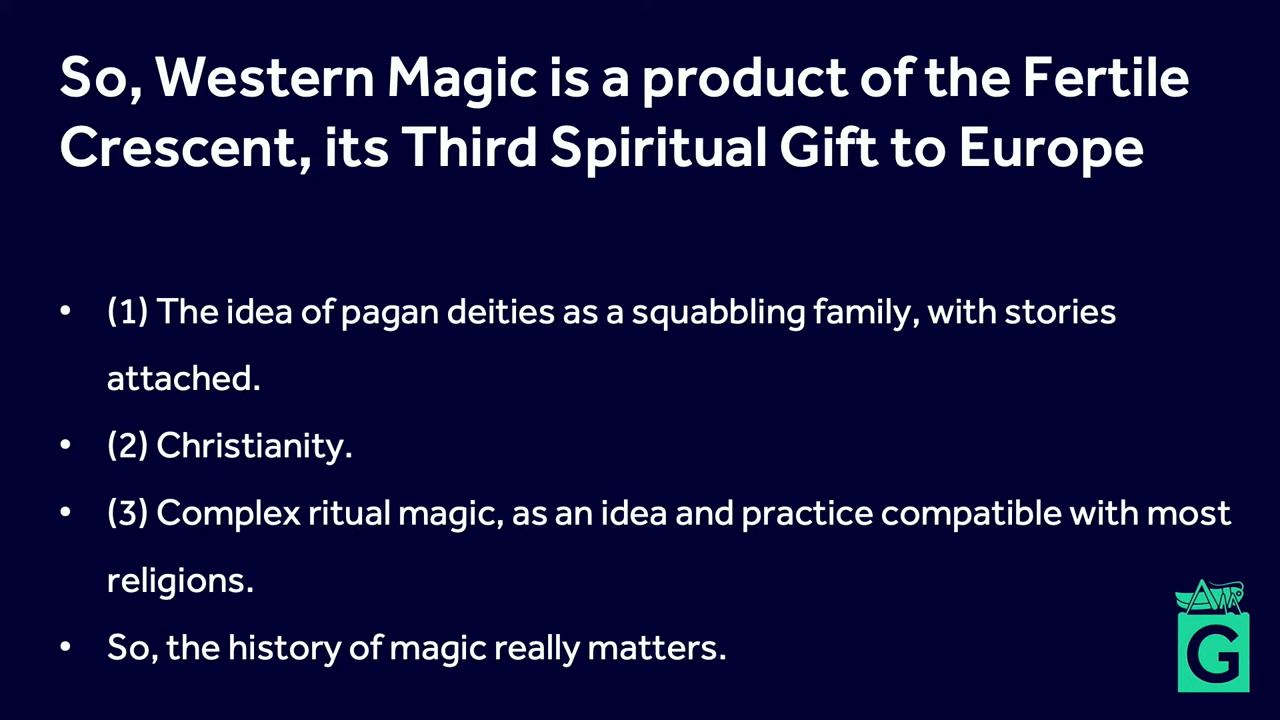 So, Western Magic is a product of the Fertile
Crescent, its Third Spiritual Gift to Europe
• (1) The idea of pagan deities as a squabbling family, with stories
attached.
• (2) Christianity.
• (3) Complex ritual magic, as an idea and practice compatible with most
religions.
• So, the history of magic really matters.
G